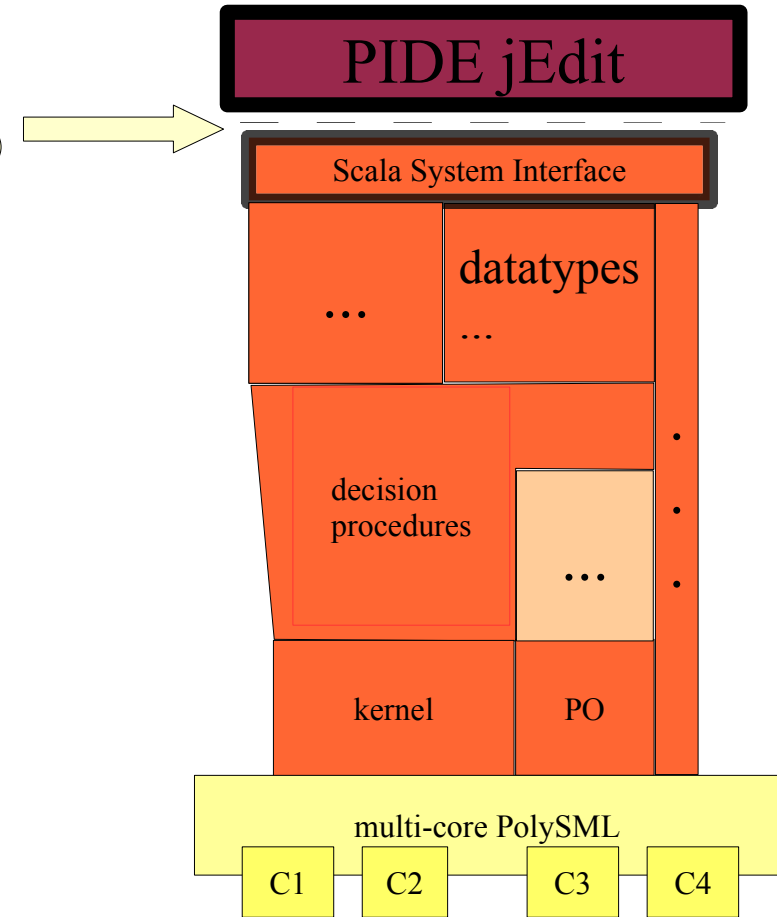 PIDE jEdit
)
Scala System Interface
...
datatypes
...
decision
procedures
...
kernel
PO
multi-core PolySML
C1
C2
C3
C4